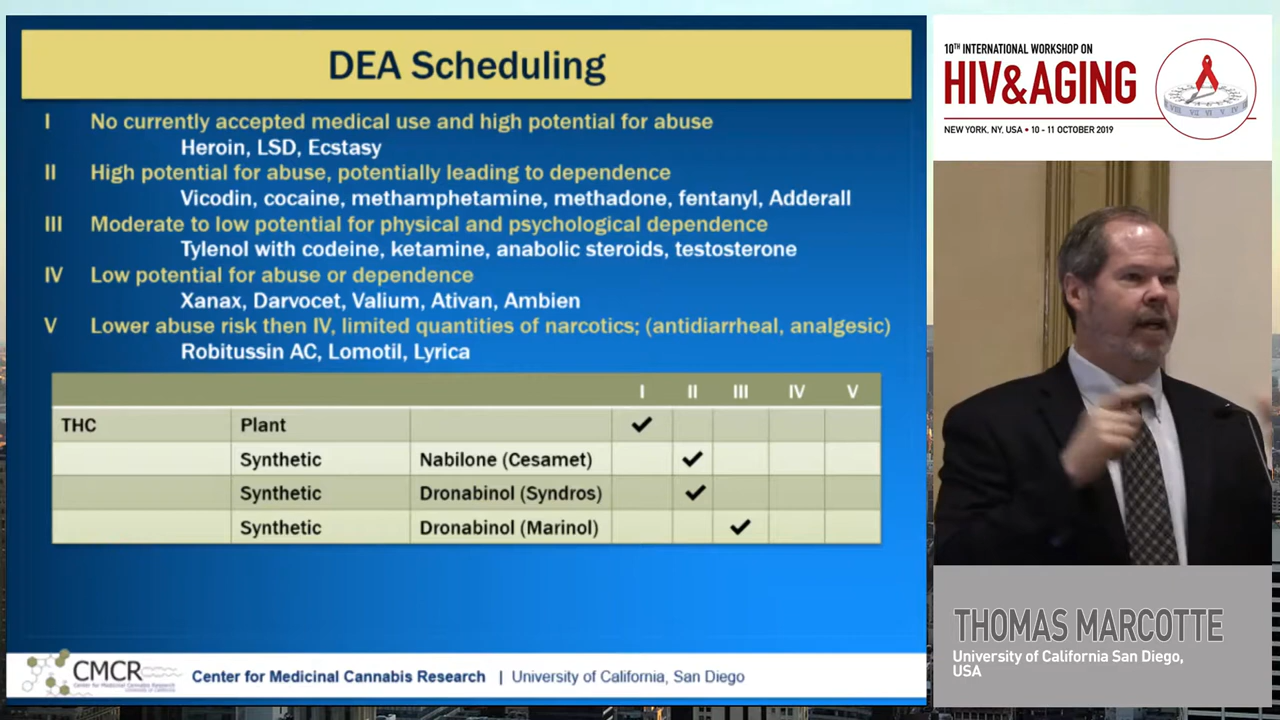 DEA Scheduling
I No currently accepted medical use and high potential for abuse
Heroin, LSD, Ecstasy
II High potential for abuse, potentially leading to dependence
Vicodin, cocaine, methamphetamine, methadone, fentanyl, Adderall
III Moderate to low potential for physical and psychological dependence
Tylenol with codeine, ketamine, anabolic steroids, testosterone
IV Low potential for abuse or dependence
Xanax, Darvocet, Valium, Ativan, Ambien
V Lower abuse risk then IV, limited quantities of narcotics; (antidiarrheal, analgesic)
Robitussin AC, Lomotil, Lyrica
I II III IV V
THC Plant ✓
Synthetic Nabilone (Cesamet) ✓
Synthetic Dronabinol (Syndros) ✓
Synthetic Dronabinol (Marinol) ✓
CMCR
Center for Medicinal Cannabis Research
Center for Medicinal Cannabis Research | University of California, San Diego
10TH INTERNATIONAL WORKSHOP ON
HIV&AGING
NEW YORK, NY, USA • 10 - 11 OCTOBER 2019
THOMAS MARCOTTE
University of California San Diego,
USA